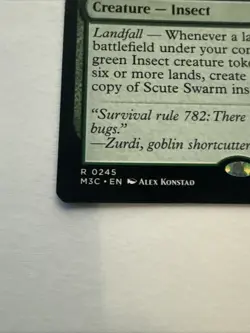 Creature — Insect
Landfall — Whenever a la
battlefield under your con
green Insect creature tok
six or more lands, create
copy of Scute Swarm ins
“Survival rule 782: There
bugs.”
—Zurdi, goblin shortcutter
R 0245
M3C • EN ALEX KONSTAD